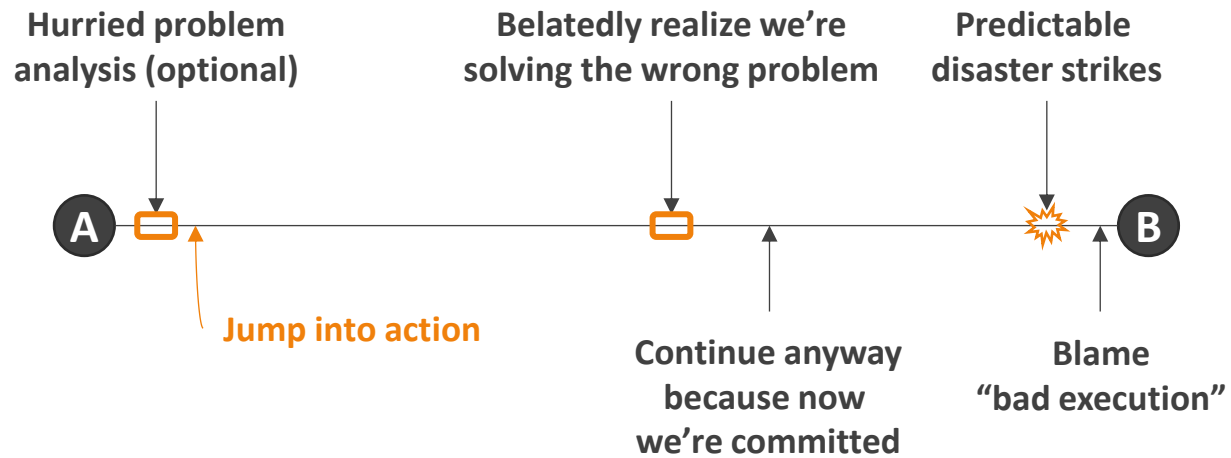 Hurried problem
analysis (optional)
Belatedly realize we’re
solving the wrong problem
Predictable
disaster strikes
A
B
Jump into action
Continue anyway
because now
we’re committed
Blame
“bad execution”